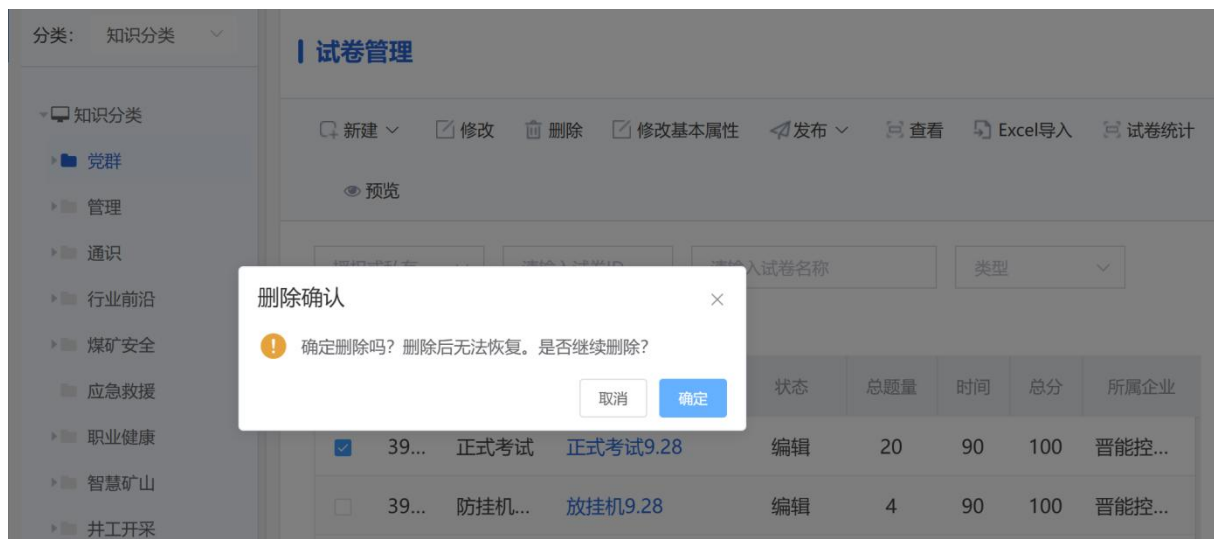 分类： 知识分类
试卷管理
知识分类
新建 修改 删除 修改基本属性 发布 查看 Excel导入 试卷统计
党群
预览
管理
通识
请输入试卷名称 类型
行业前沿
删除确认
煤矿安全
确定删除吗？删除后无法恢复。是否继续删除？
应急救援
取消 确定
状态 总题量 时间 总分 所属企业
职业健康
39... 正式考试 正式考试9.28 编辑 20 90 100 晋能控...
智慧矿山
39... 防挂机... 放挂机9.28 编辑 4 90 100 晋能控...
井工开采